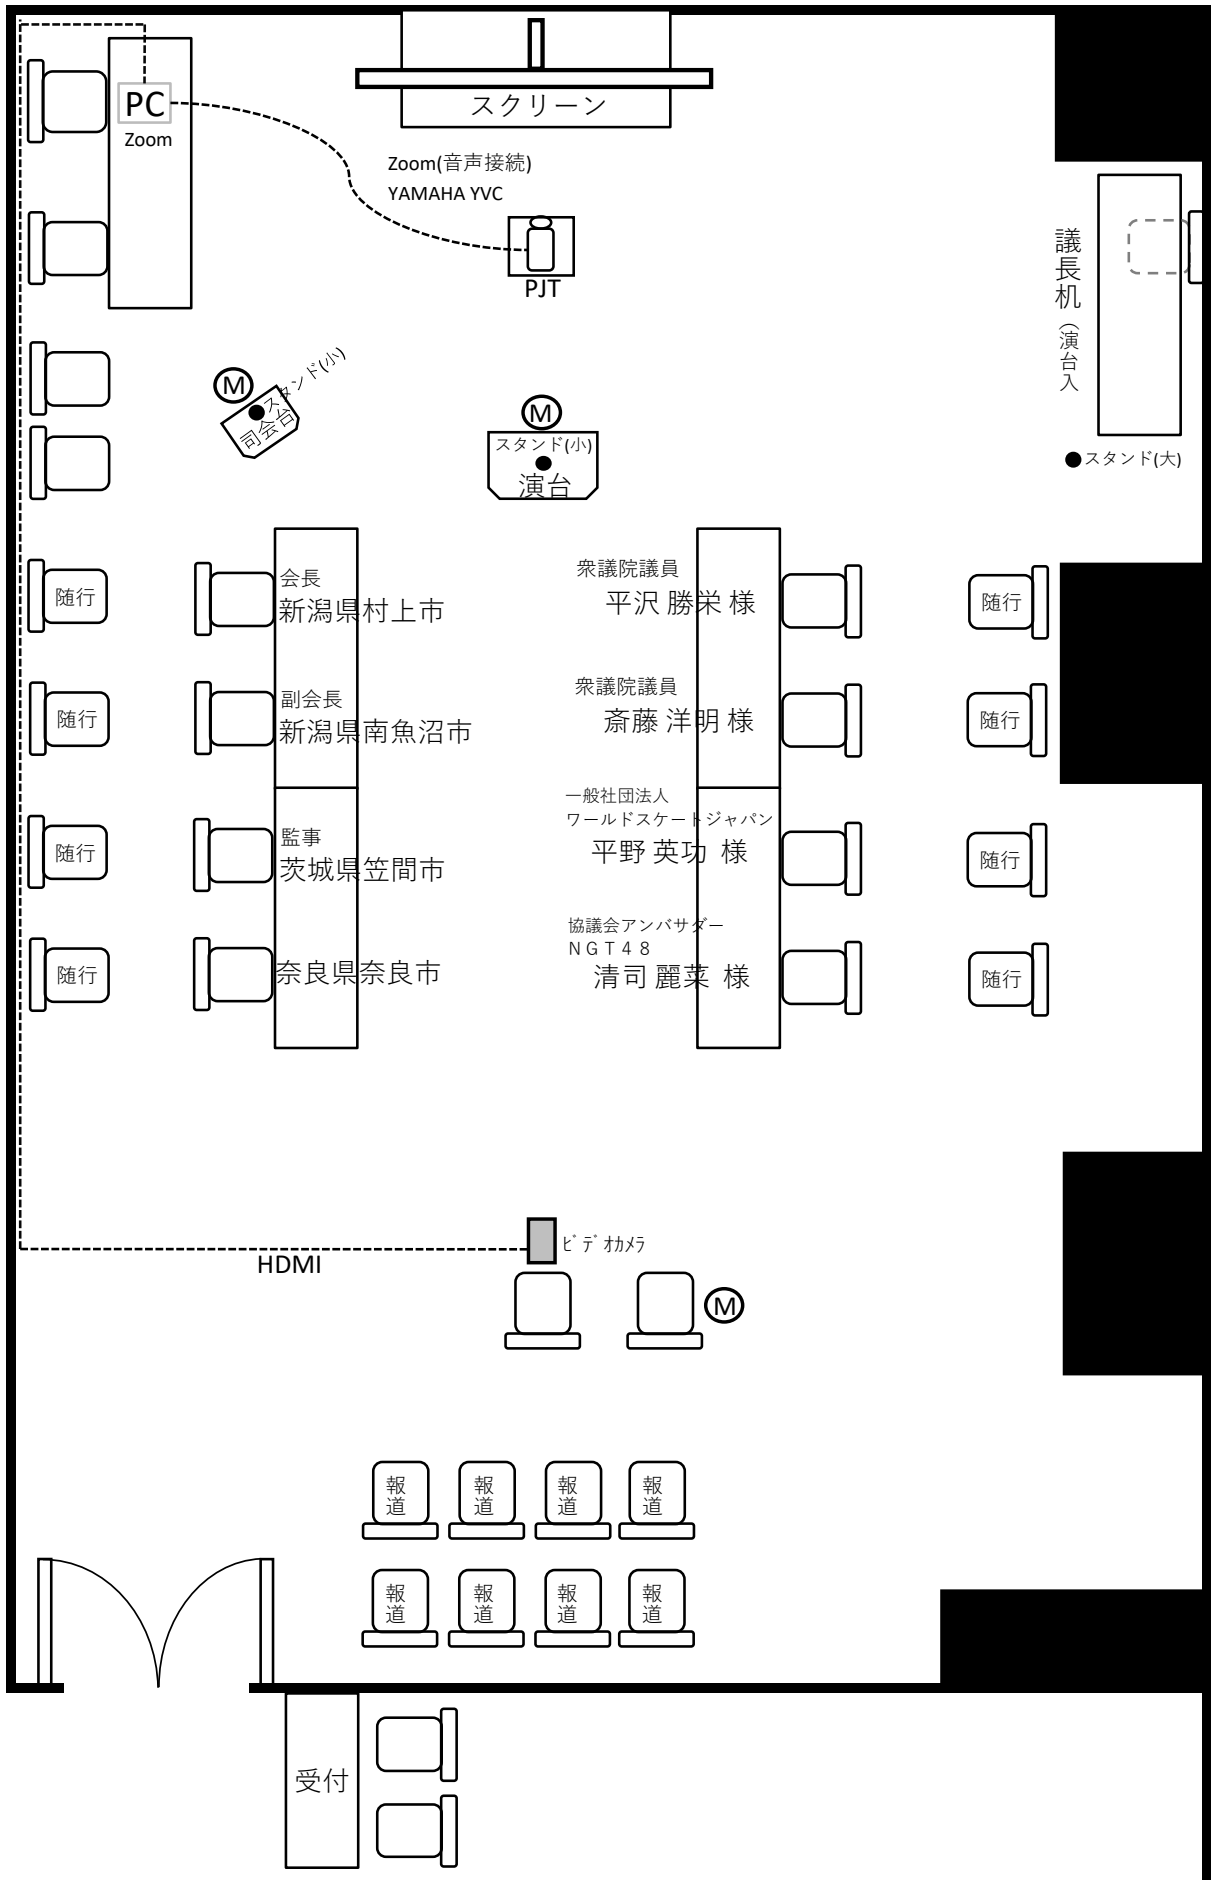 スクリーン
PC
Zoom
Zoom(音声接続)
YAMAHA YVC
PJT
議長机（演台入
スタンド(大)
M
スタンド(小)
司会台
M
スタンド(小)
演台
随行
会長
新潟県村上市
衆議院議員
平沢 勝栄 様
随行
随行
副会長
新潟県南魚沼市
衆議院議員
斎藤 洋明 様
随行
随行
監事
茨城県笠間市
一般社団法人
ワールドスケートジャパン
平野 英功 様
随行
随行
奈良県奈良市
協議会アンバサダー
ＮＧＴ４８
清司 麗菜 様
随行
ﾋﾞﾃﾞｵｶﾒﾗ
HDMI
M
報道
報道
報道
報道
報道
報道
報道
報道
受付